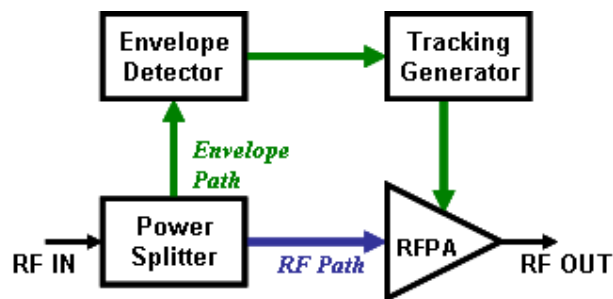 Envelope
Detector
Tracking
Generator
Envelope
Path
Power
Splitter
RF IN
RF Path
RFPA
RF OUT